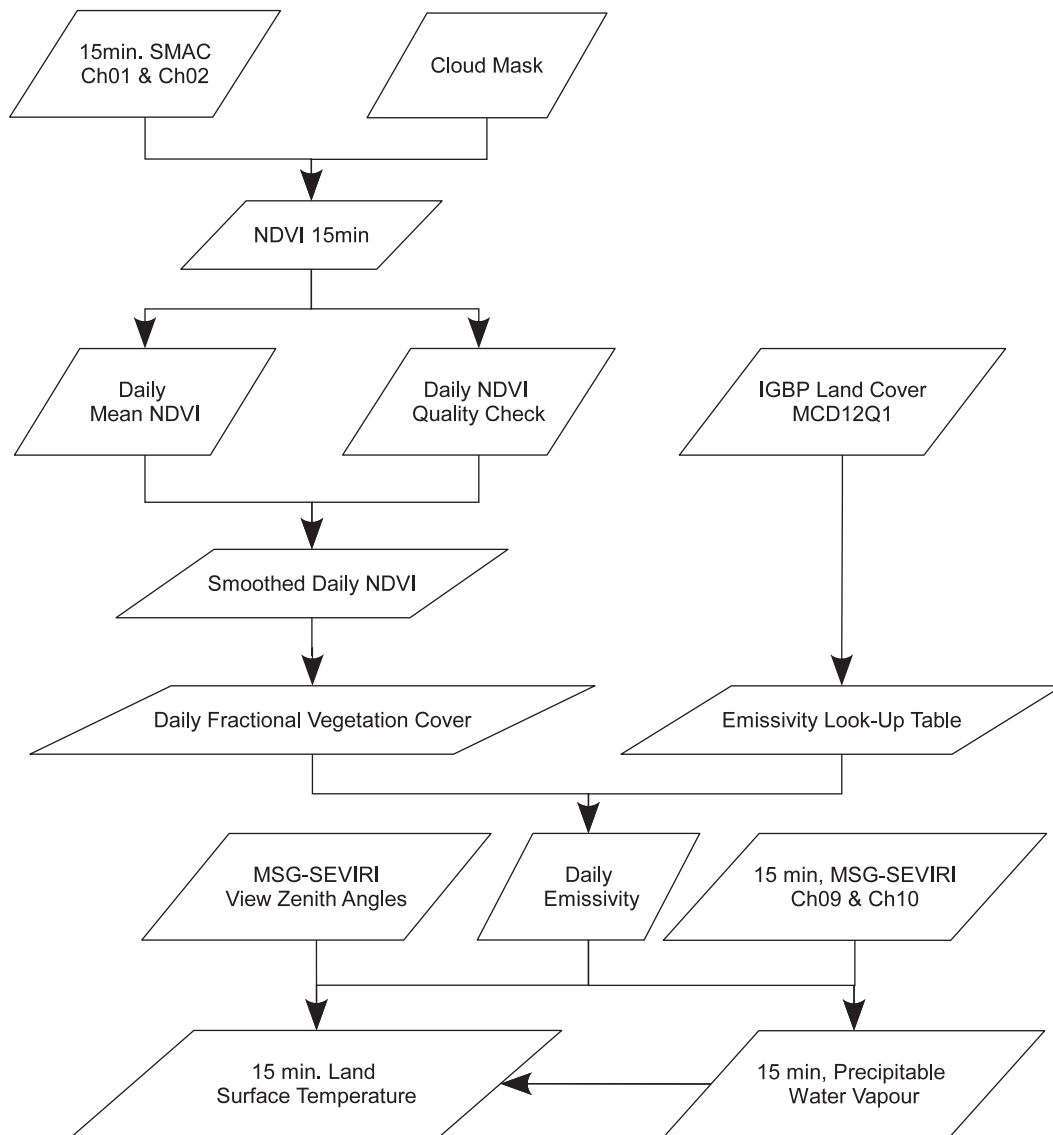 15min. SMAC
Ch01 & Ch02
Cloud Mask
NDVI 15min
Daily
Mean NDVI
Daily NDVI
Quality Check
IGBP Land Cover
MCD12Q1
Smoothed Daily NDVI
Daily Fractional Vegetation Cover
Emissivity Look-Up Table
MSG-SEVIRI
View Zenith Angles
Daily
Emissivity
15 min, MSG-SEVIRI
Ch09 & Ch10
15 min. Land
Surface Temperature
15 min, Precipitable
Water Vapour